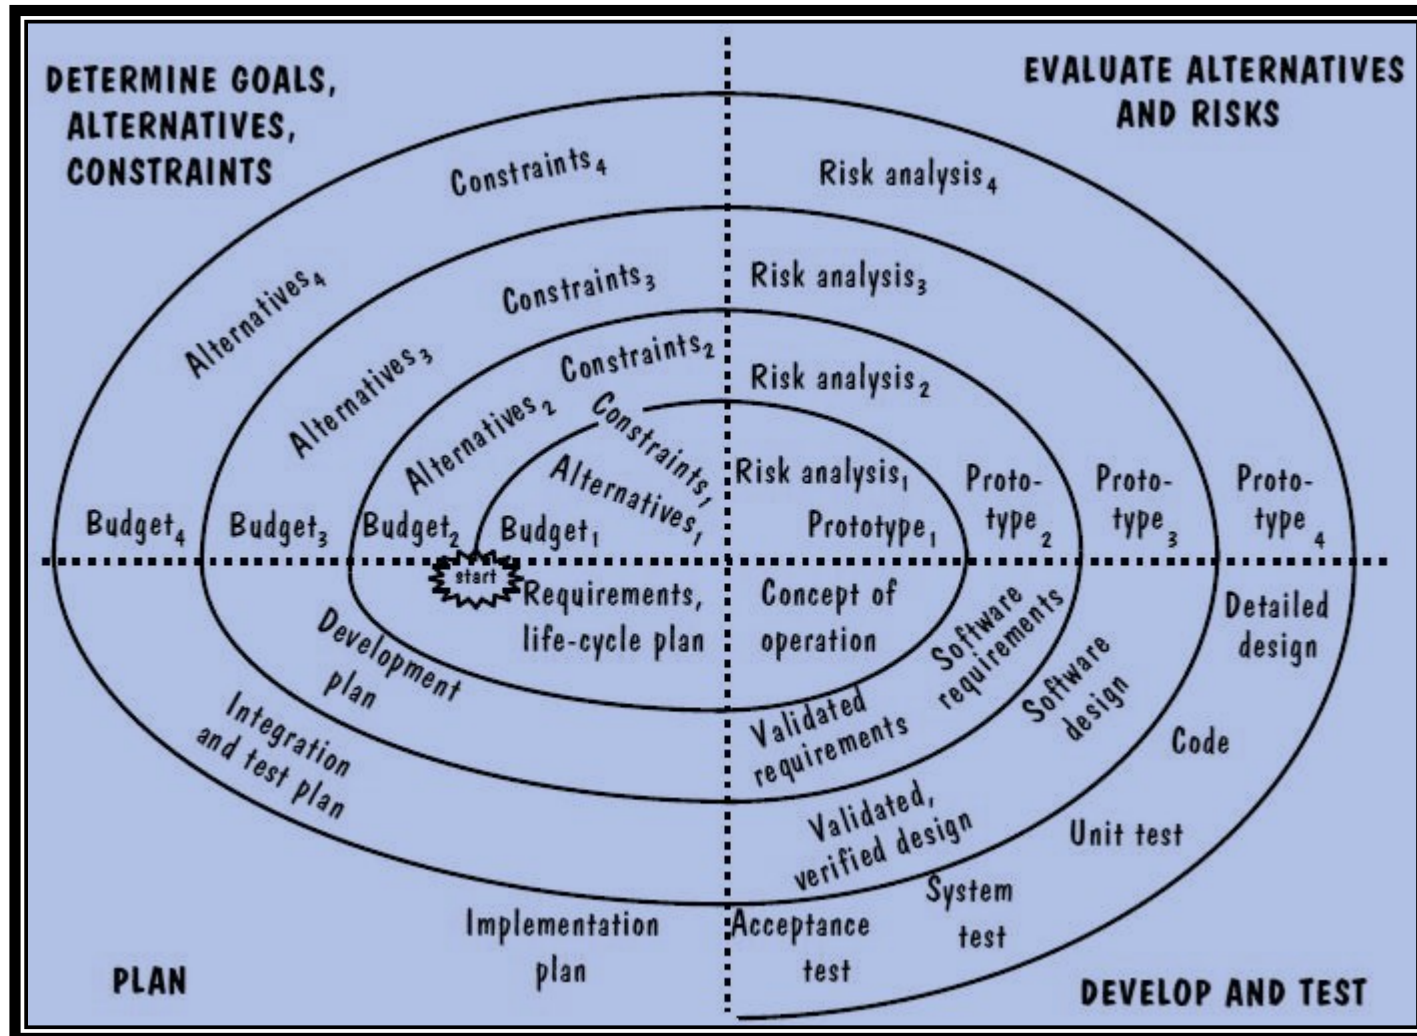 DETERMINE GOALS,
ALTERNATIVES,
CONSTRAINTS
EVALUATE ALTERNATIVES
AND RISKS
Constraints₄
Risk analysis₄
Alternatives₄
Constraints₃
Risk analysis₃
Alternatives₃
Constraints₂
Risk analysis₂
Alternatives₂
Constraints₁
Alternatives₁
Risk analysis₁
Budget₄
Budget₃
Budget₂
Budget₁
Prototype₁
Proto-
type₂
Proto-
type₃
Proto-
type₄
start
Requirements,
life-cycle plan
Concept of
operation
Software
requirements
Software
design
Detailed
design
Development
plan
Validated
requirements
Code
Integration
and test plan
Validated,
verified design
Unit test
System
test
Implementation
plan
Acceptance
test
PLAN
DEVELOP AND TEST